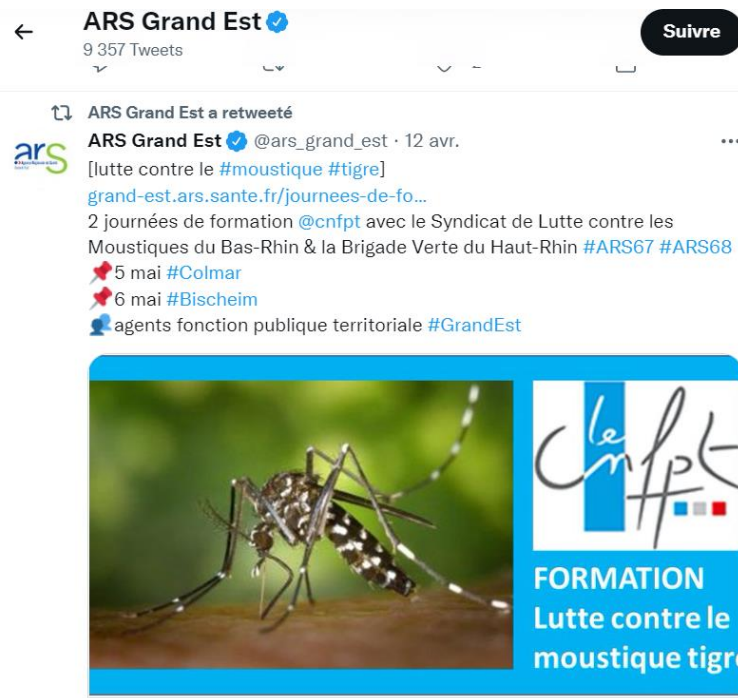 ARS Grand Est
9 357 Tweets
Suivre
2
ARS Grand Est a retweeté
ars
ARS Grand Est @ars_grand_est · 12 avr.
[lutte contre le #moustique #tigre]
grand-est.ars.sante.fr/journees-de-fo...
2 journées de formation @cnfpt avec le Syndicat de Lutte contre les
Moustiques du Bas-Rhin & la Brigade Verte du Haut-Rhin #ARS67 #ARS68
5 mai #Colmar
6 mai #Bischeim
agents fonction publique territoriale #GrandEst
le cnfpt
FORMATION
Lutte contre le
moustique tigre